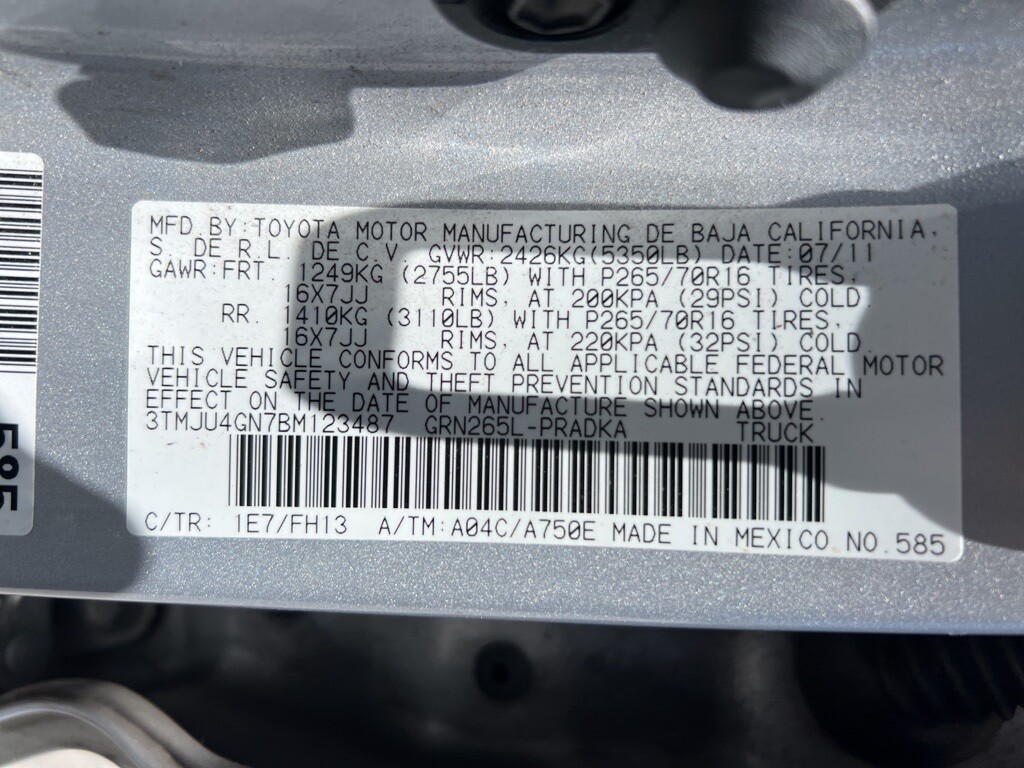 MFD. BY: TOYOTA MOTOR MANUFACTURING DE BAJA CALIFORNIA,
S. DE R.L. DE C.V. GVWR: 2426KG(5350LB) DATE: 07/11
GAWR: FRT. 1249KG (2755LB) WITH P265/70R16 TIRES,
16X7JJ RIMS, AT 200KPA (29PSI) COLD
RR. 1410KG (3110LB) WITH P265/70R16 TIRES,
16X7JJ RIMS, AT 220KPA (32PSI) COLD.
THIS VEHICLE CONFORMS TO ALL APPLICABLE FEDERAL MOTOR
VEHICLE SAFETY AND THEFT PREVENTION STANDARDS IN
EFFECT ON THE DATE OF MANUFACTURE SHOWN ABOVE.
3TMJU4GN7BM123487 GRN265L-PRADKA TRUCK
C/TR: 1E7/FH13 A/TM: A04C/A750E MADE IN MEXICO NO.585
585